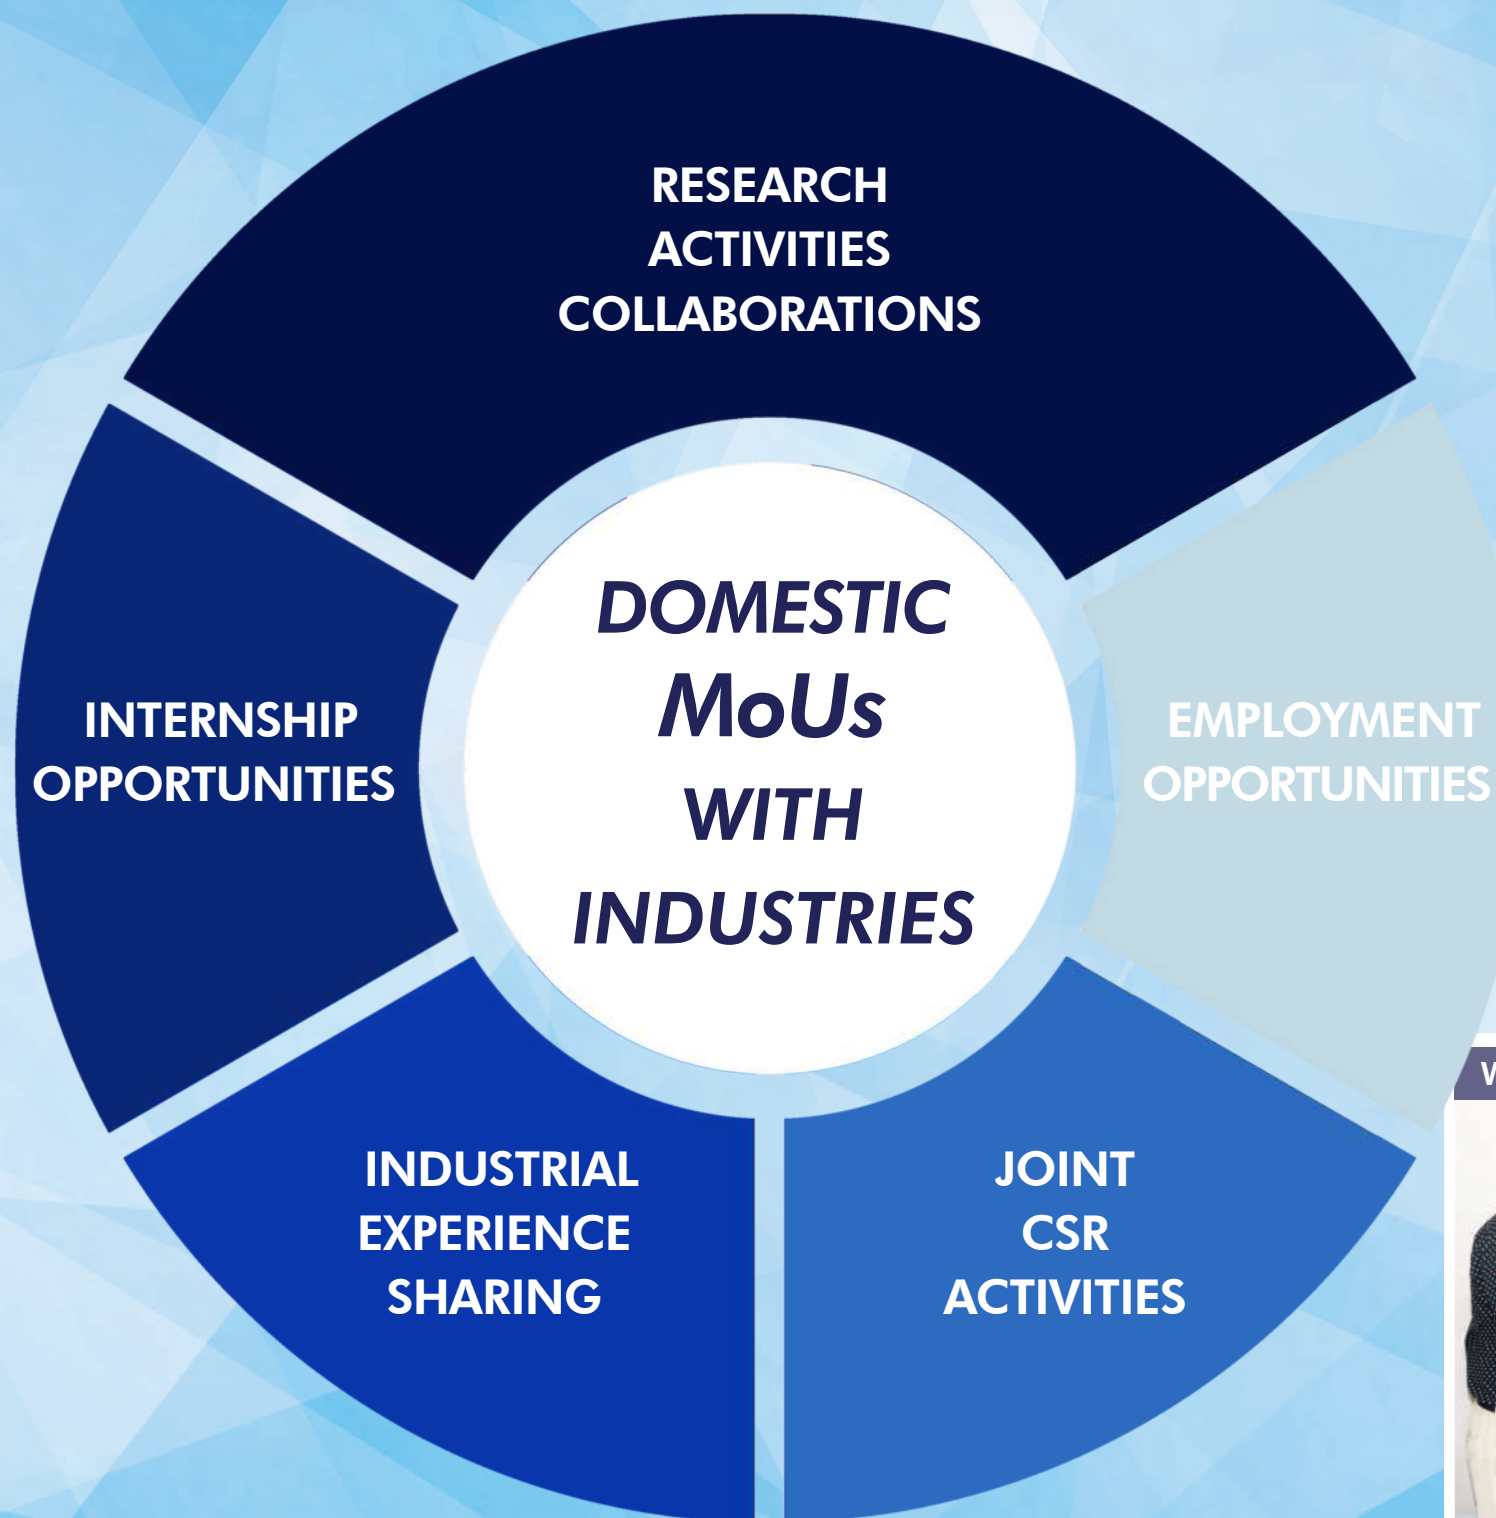 RESEARCH
ACTIVITIES
COLLABORATIONS
DOMESTIC
MoUs
WITH
INDUSTRIES
INTERNSHIP
OPPORTUNITIES
EMPLOYMENT
OPPORTUNITIES
INDUSTRIAL
EXPERIENCE
SHARING
JOINT
CSR
ACTIVITIES